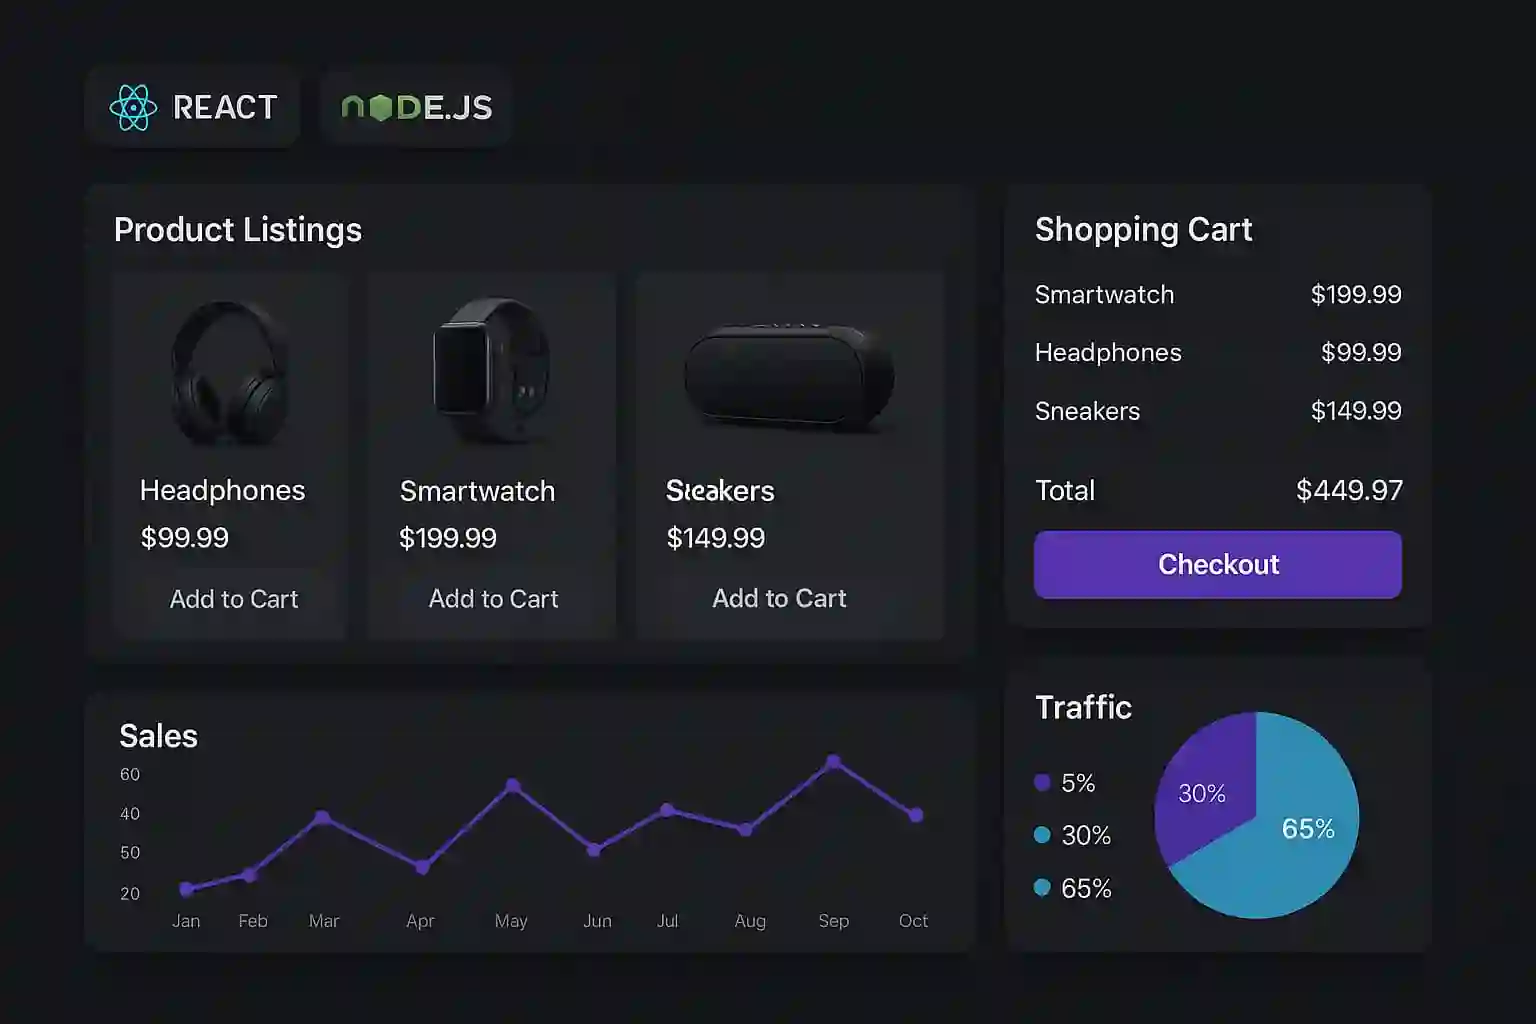 REACT
NODE.JS
Product Listings
Headphones
$99.99
Add to Cart
Smartwatch
$199.99
Add to Cart
Steakers
$149.99
Add to Cart
Shopping Cart
Smartwatch $199.99
Headphones $99.99
Sneakers $149.99
Total $449.97
Checkout
Sales
60
40
50
20
Jan Feb Mar Apr May Jun Jul Aug Sep Oct
Traffic
5%
30%
65%
30%
65%